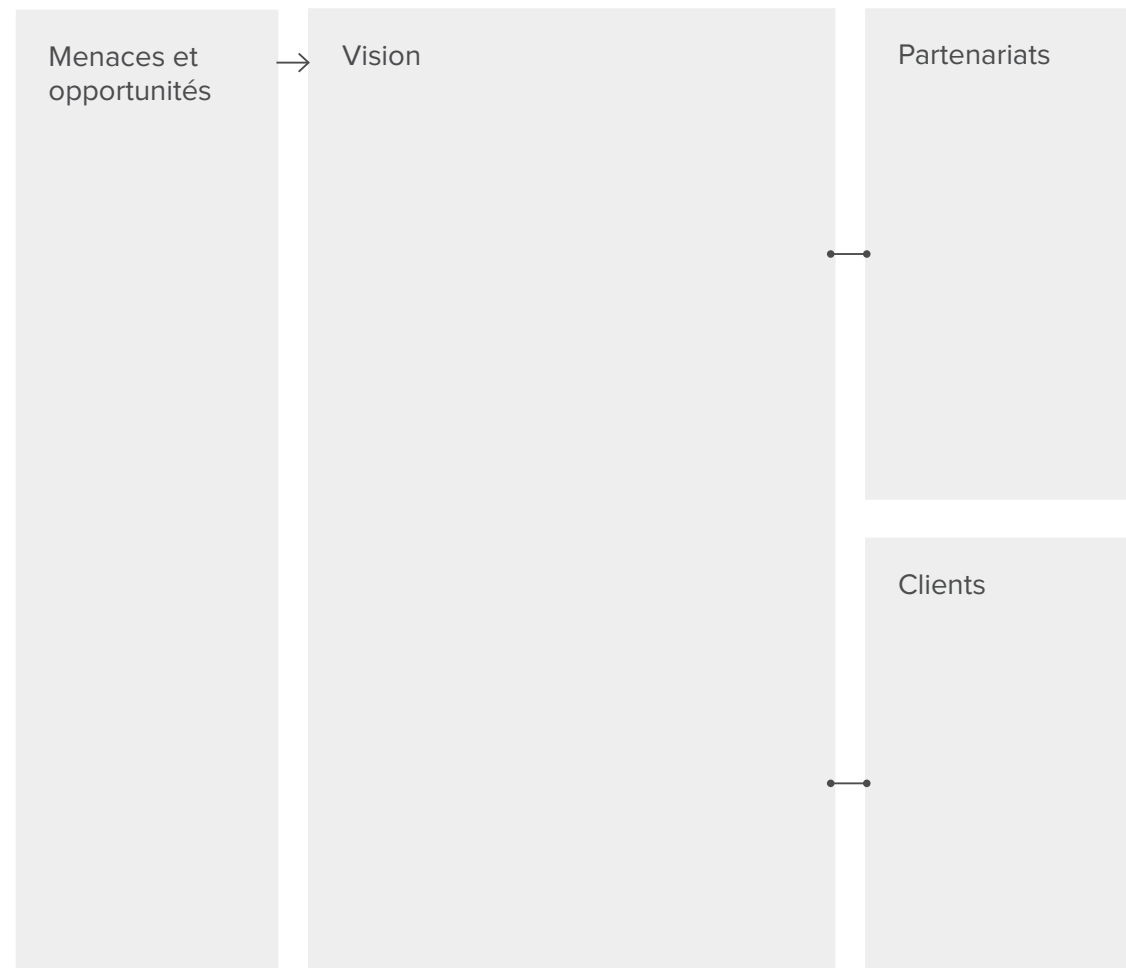 Menaces et
opportunités
Vision
Partenariats
Clients